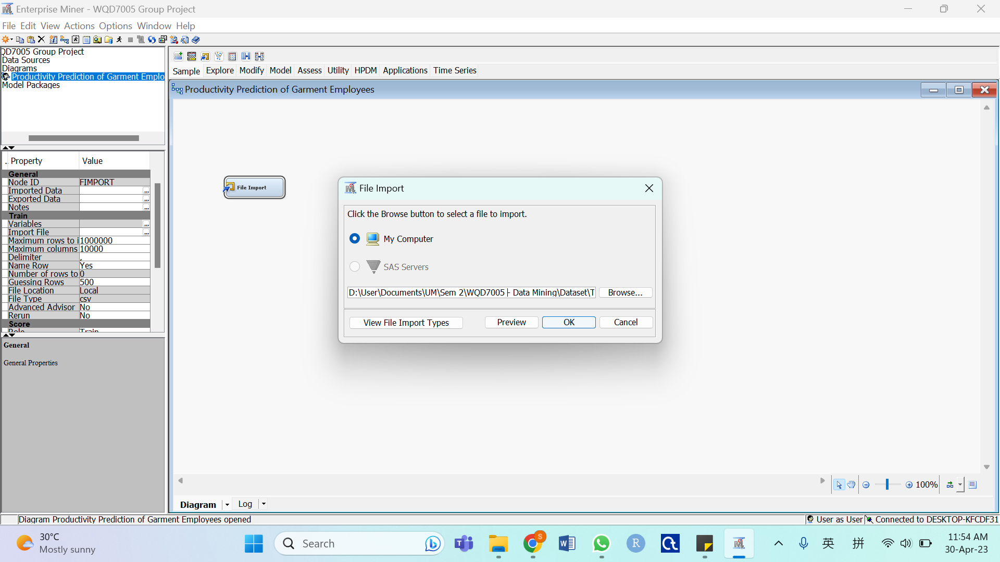 Enterprise Miner - WQD7005 Group Project
File Edit View Actions Options Window Help
QD7005 Group Project
Data Sources
Diagrams
Productivity Prediction of Garment Emplo
Model Packages
Sample Explore Modify Model Assess Utility HPDM Applications Time Series
Productivity Prediction of Garment Employees
. Property Value
General
Node ID FIMPORT
Imported Data ...
Exported Data ...
Notes ...
Train
Variables ...
Import File ...
Maximum rows to i 1000000
Maximum columns 10000
Delimiter ,
Name Row Yes
Number of rows to 0
Guessing Rows 500
File Location Local
File Type csv
Advanced Advisor No
Rerun No
Score
Role Train
General
General Properties
File Import
File Import
Click the Browse button to select a file to import.
My Computer
SAS Servers
D:\User\Documents\UM\Sem 2\WQD7005 - Data Mining\Dataset\T
Browse...
View File Import Types Preview OK Cancel
100%
Diagram Log
Diagram Productivity Prediction of Garment Employees opened
User as User Connected to DESKTOP-KFCDF31
30°C
Mostly sunny
Search
S
英 拼
11:54 AM
30-Apr-23